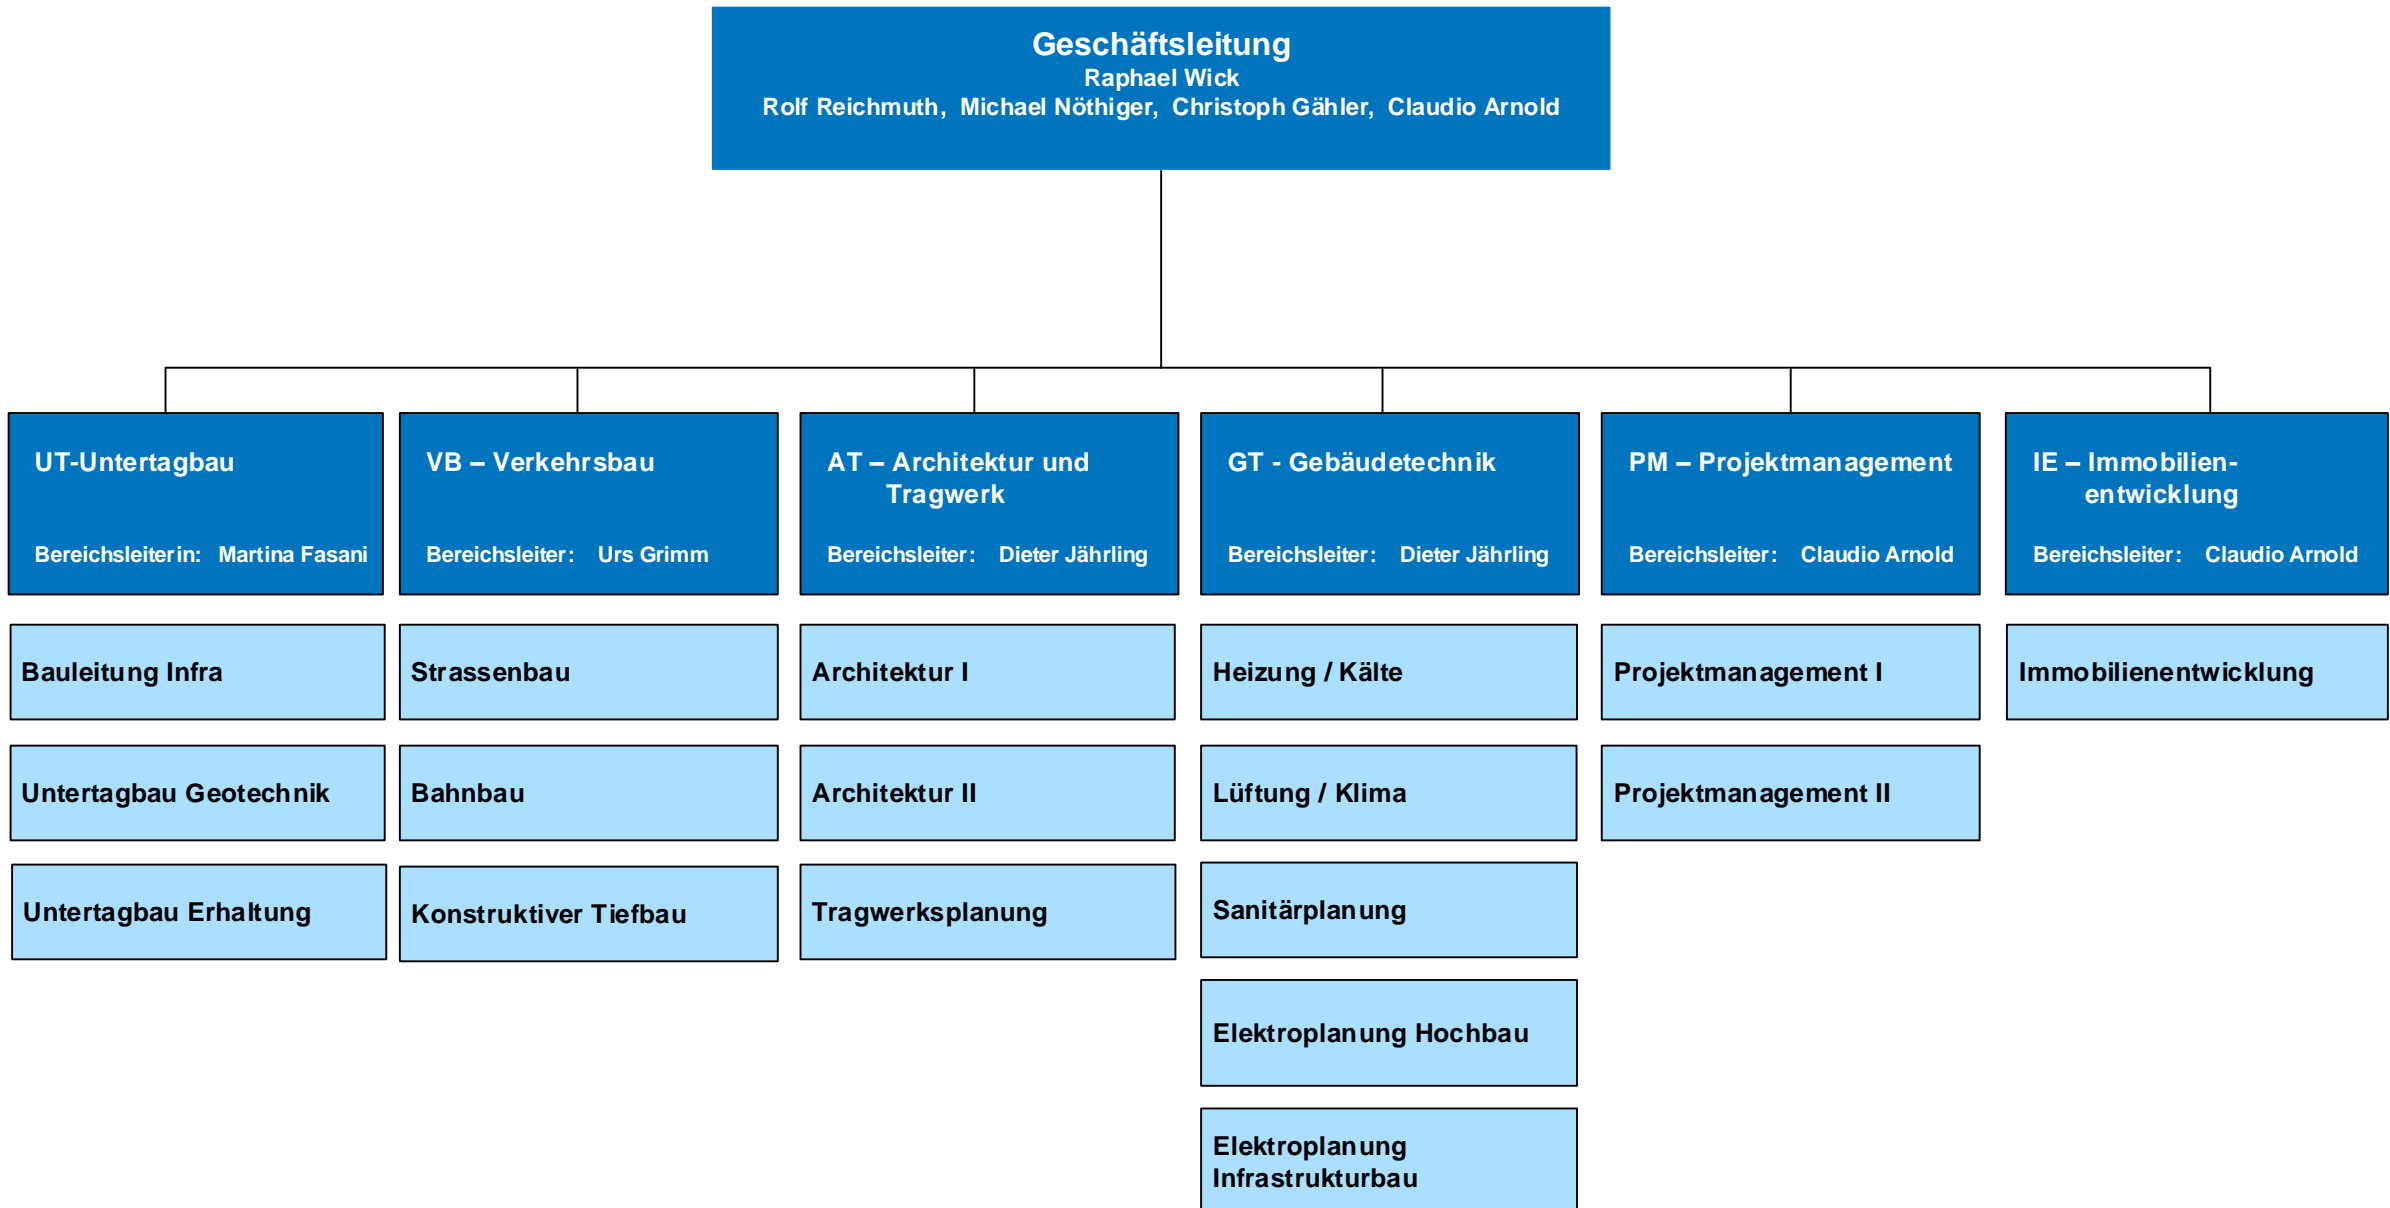 Geschäftsleitung
Raphael Wick
Rolf Reichmuth, Michael Nöthiger, Christoph Gähler, Claudio Arnold
UT-Untertagbau
Bereichsleiterin: Martina Fasani
VB – Verkehrsbau
Bereichsleiter: Urs Grimm
AT – Architektur und
Tragwerk
Bereichsleiter: Dieter Jährling
GT - Gebäudetechnik
Bereichsleiter: Dieter Jährling
PM – Projektmanagement
Bereichsleiter: Claudio Arnold
IE – Immobilien-
entwicklung
Bereichsleiter: Claudio Arnold
Bauleitung Infra
Untertagbau Geotechnik
Untertagbau Erhaltung
Strassenbau
Bahnbau
Konstruktiver Tiefbau
Architektur I
Architektur II
Tragwerksplanung
Heizung / Kälte
Lüftung / Klima
Sanitärplanung
Elektroplanung Hochbau
Elektroplanung
Infrastrukturbau
Projektmanagement I
Projektmanagement II
Immobilienentwicklung